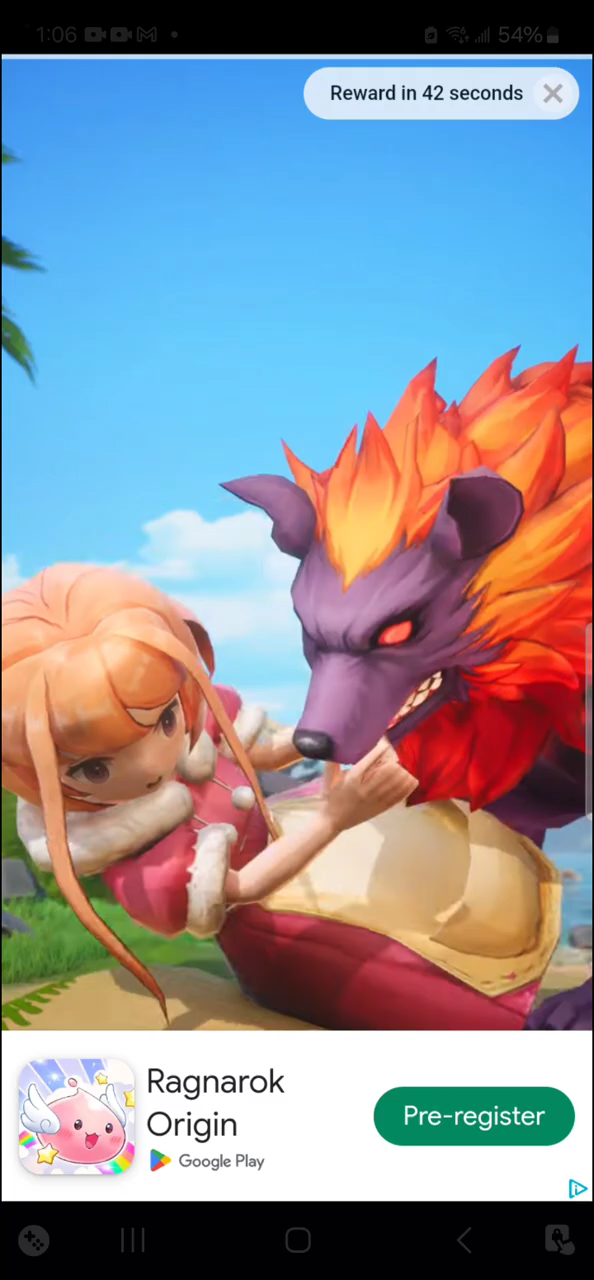 1:06
54%
Reward in 42 seconds
Ragnarok
Origin
Google Play
Pre-register